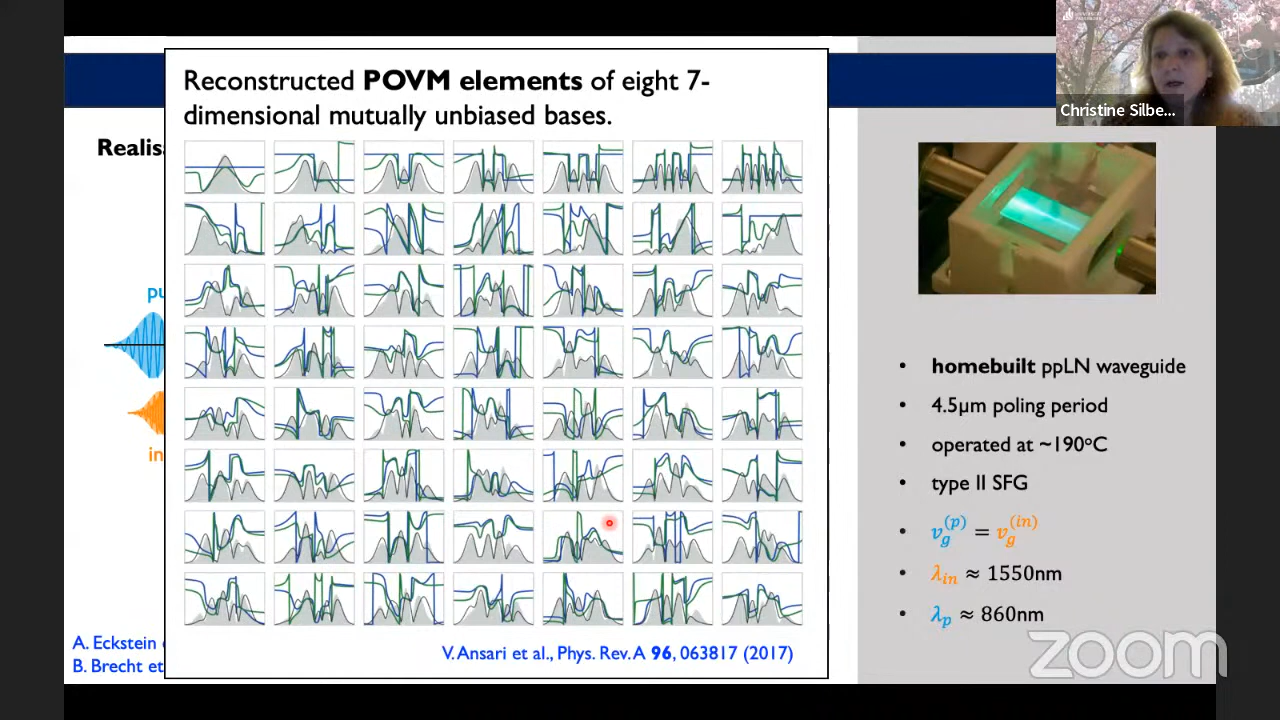 Christine Silbe...
Reconstructed POVM elements of eight 7-
dimensional mutually unbiased bases.
Realisa
pu
in
A. Eckstein
B. Brecht et
V. Ansari et al., Phys. Rev. A 96, 063817 (2017)
• homebuilt ppLN waveguide
• 4.5µm poling period
• operated at ~190°C
• type II SFG
• v_g^(p) = v_g^(in)
• λ_in ≈ 1550nm
• λ_p ≈ 860nm
zoom